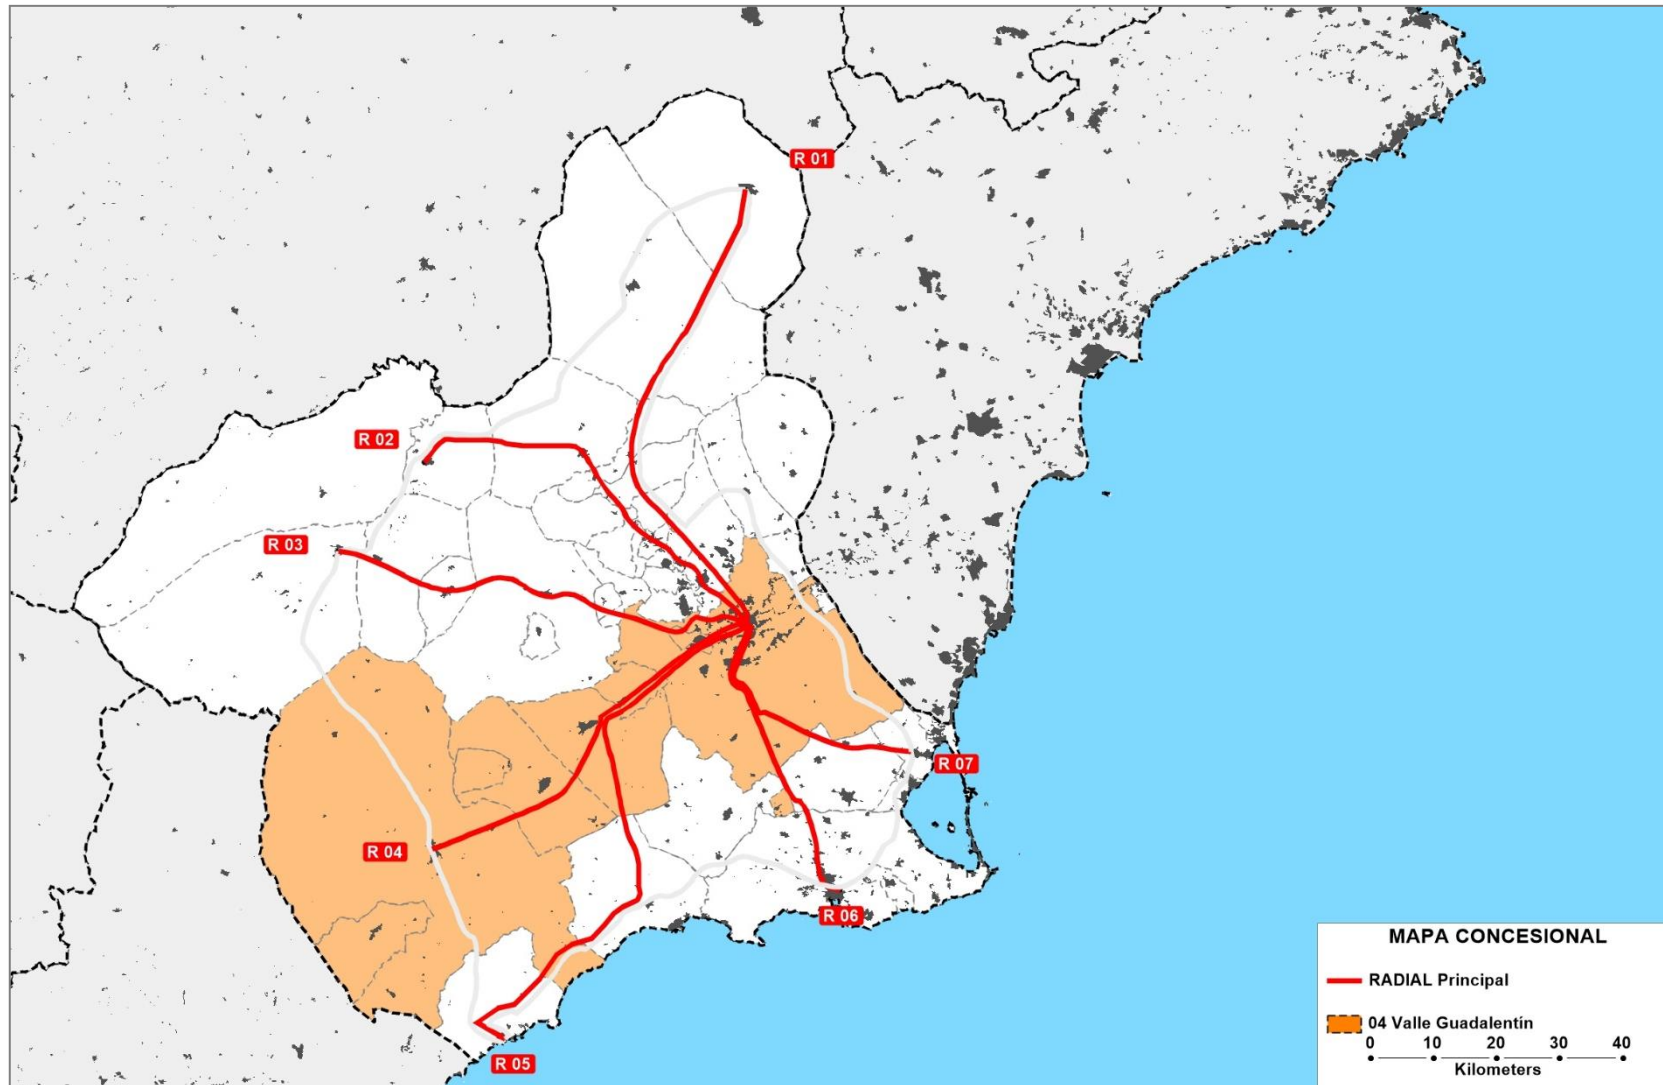 R 01
R 02
R 03
R 07
R 04
R 06
R 05
MAPA CONCESIONAL
RADIAL Principal
04 Valle Guadalentín
0 10 20 30 40
Kilometers